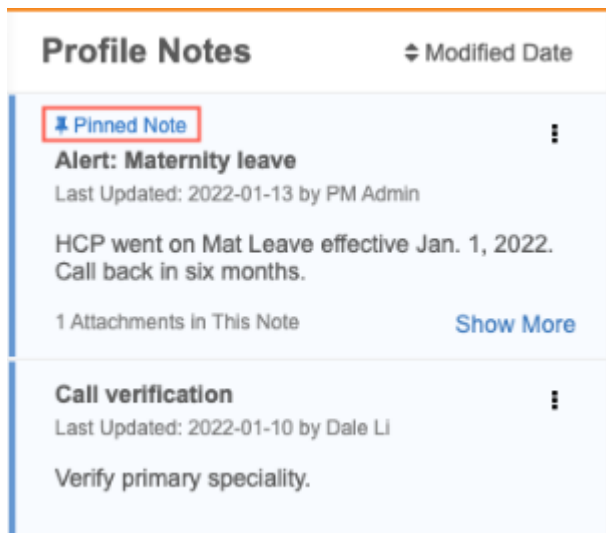 Profile Notes
Modified Date
Pinned Note
Alert: Maternity leave
Last Updated: 2022-01-13 by PM Admin
HCP went on Mat Leave effective Jan. 1, 2022.
Call back in six months.
1 Attachments in This Note
Show More
Call verification
Last Updated: 2022-01-10 by Dale Li
Verify primary speciality.